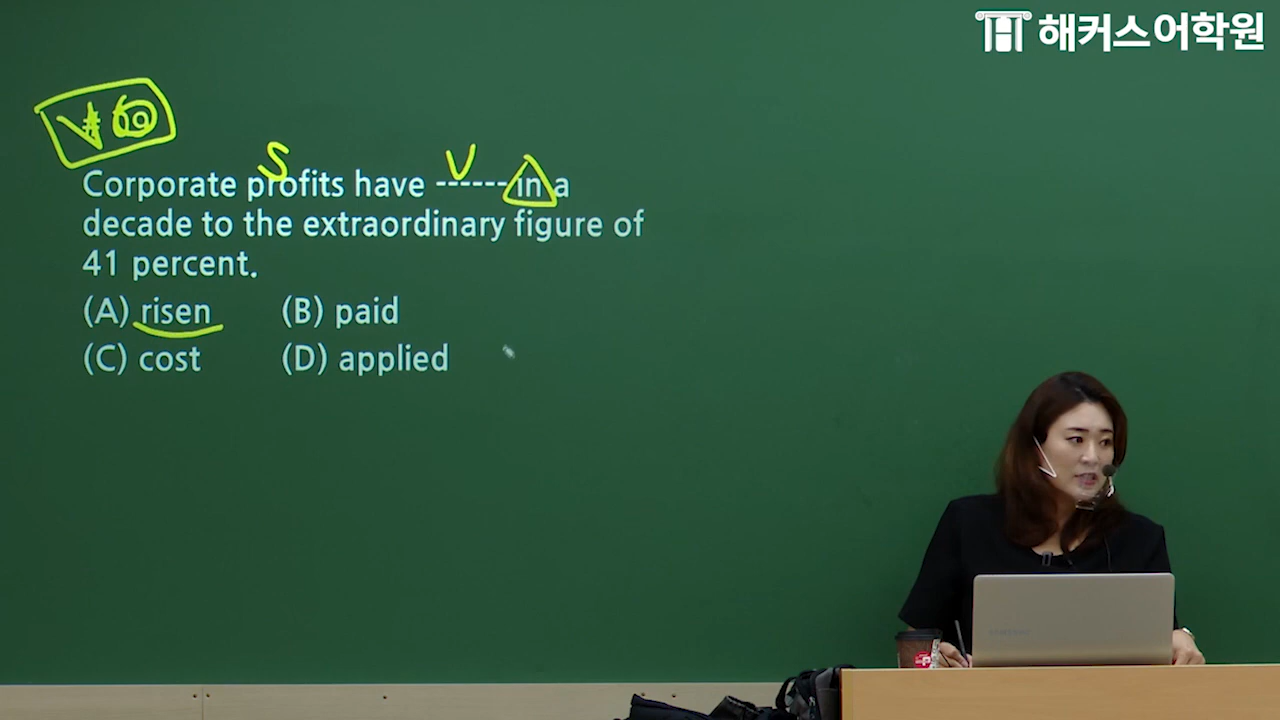 해커스어학원
S
V
Corporate profits have ------ in a
decade to the extraordinary figure of
41 percent.
(A) risen (B) paid
(C) cost (D) applied